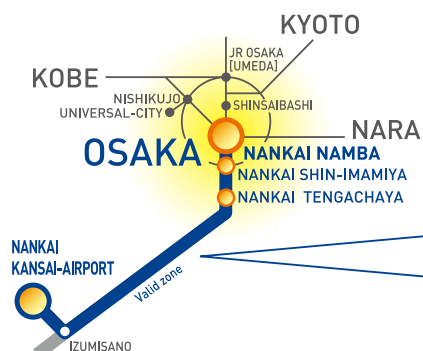 KYOTO
JR OSAKA
[UMEDA]
KOBE
NISHIKUJO
UNIVERSAL-CITY
SHINSAIBASHI
NARA
OSAKA
NANKAI NAMBA
NANKAI SHIN-IMAMIYA
NANKAI TENGACHAYA
NANKAI
KANSAI-AIRPORT
Valid zone
IZUMISANO